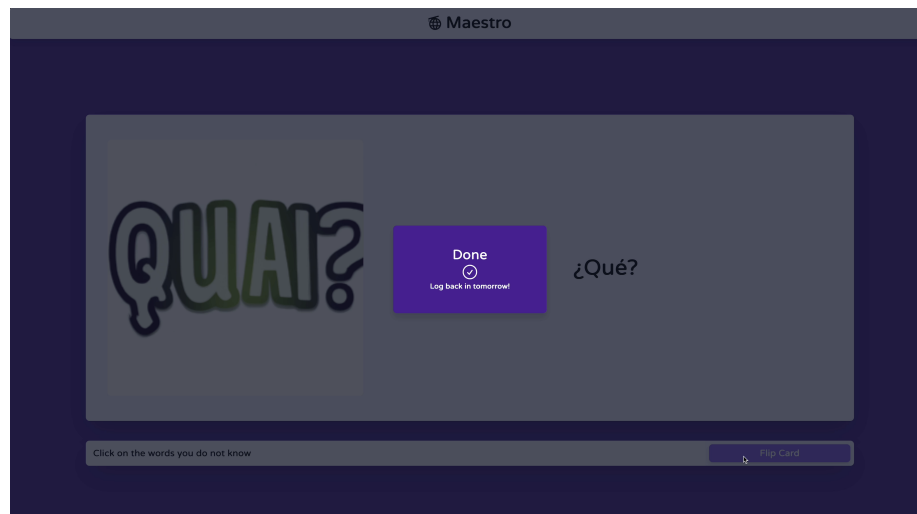 Maestro
QUAI?
Done
Log back in tomorrow!
¿Qué?
Click on the words you do not know
Flip Card